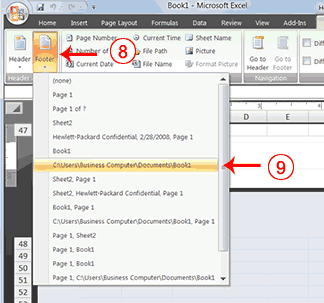 Book1 - Microsoft Excel
Home Insert Page Layout Formulas Data Review View Add-Ins
Header Footer
Page Number Current Time Sheet Name
Number of File Path Picture
Current Date File Name Format Picture
Go to Header Go to Footer
Navigation
8
(none)
Page 1
Page 1 of ?
Sheet2
Hewlett-Packard Confidential, 2/28/2008, Page 1
Book1
C:\Users\Business Computer\Documents\Book1
Sheet2, Page 1
Sheet2, Hewlett-Packard Confidential, Page 1
Book1, Page 1
C:\Users\Business Computer\Documents\Book1, Page 1
Page 1, Sheet2
Page 1, Book1
Page 1, Book1
Page 1, C:\Users\Business Computer\Documents\Book1
9
D E
3 4
47
48
49
50
51
52
53